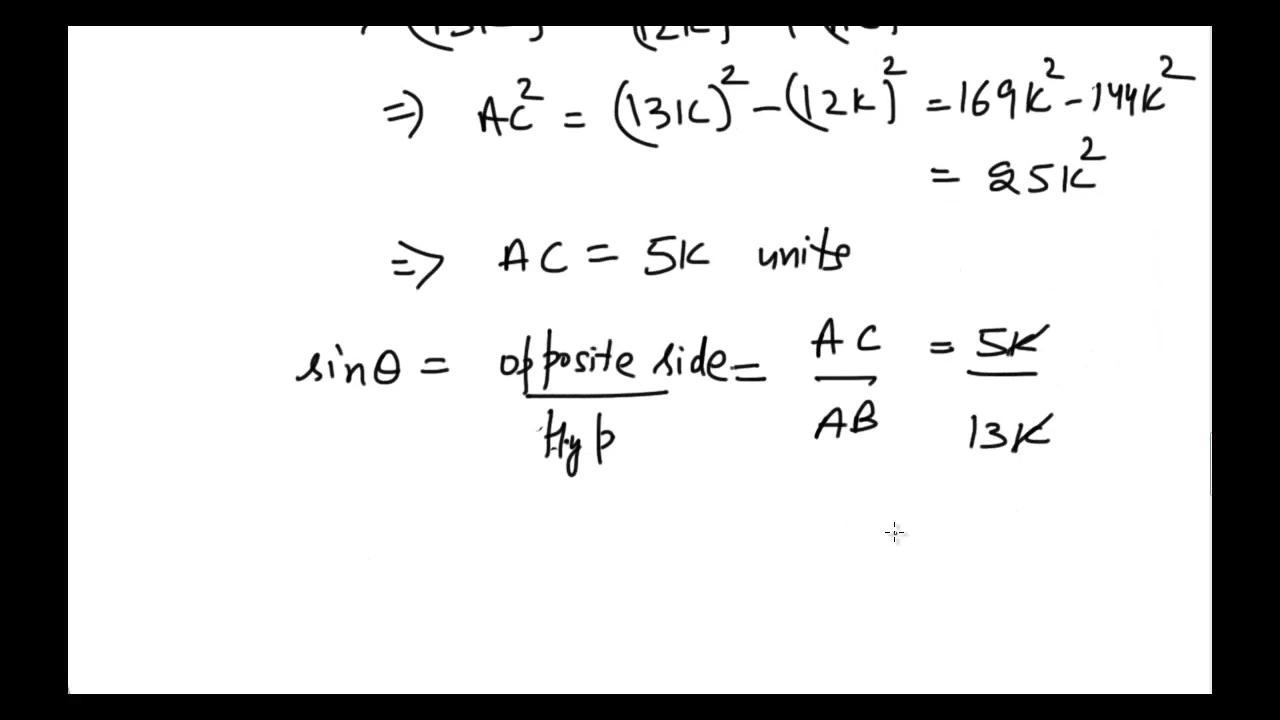 ⇒ AC² = (13K)² - (12K)² = 169K² - 144K²
= 25K²
⇒ AC = 5K units
sinθ = opposite side/Hyp = AC/AB = 5K/13K